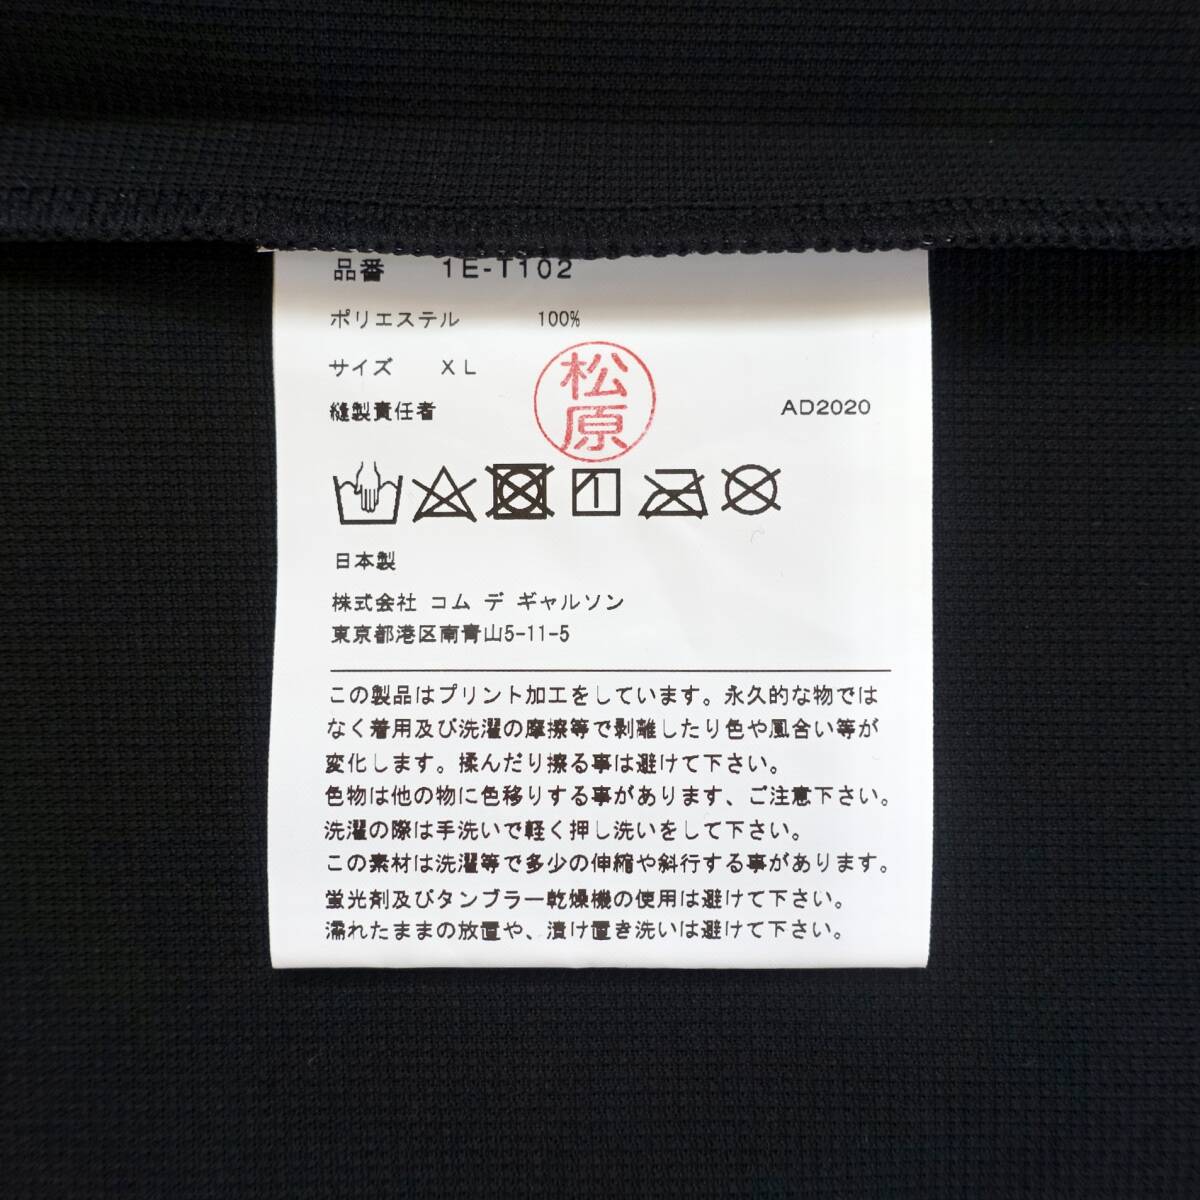 品番 1E-T102
ポリエステル 100%
サイズ XL
松原
縫製責任者 AD2020
日本製
株式会社 コム デ ギャルソン
東京都港区南青山5-11-5
この製品はプリント加工をしています。永久的な物では
なく着用及び洗濯の摩擦等で剥離したり色や風合い等が
変化します。揉んだり擦る事は避けて下さい。
色物は他の物に色移りする事があります、ご注意下さい。
洗濯の際は手洗いで軽く押し洗いをして下さい。
この素材は洗濯等で多少の伸縮や斜行する事があります。
蛍光剤及びタンブラー乾燥機の使用は避けて下さい。
濡れたままの放置や、漬け置き洗いは避けて下さい。